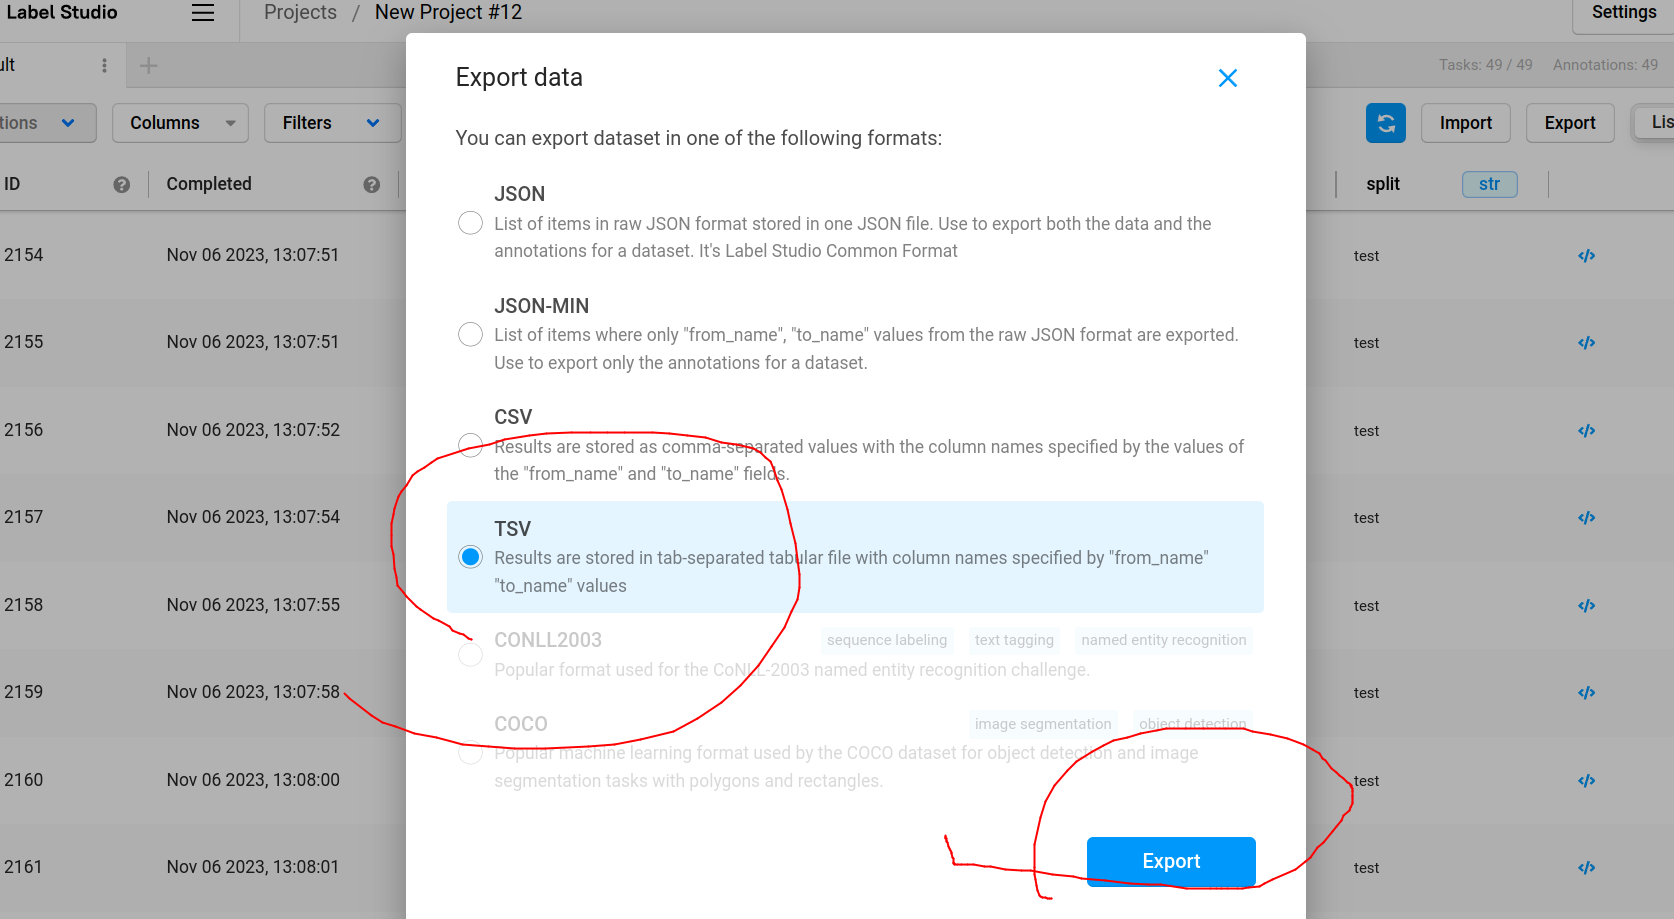 Label Studio
Projects / New Project #12
Settings
ult
+
Tasks: 49 / 49 Annotations: 49
tions
Columns
Filters
Import
Export
Lis
ID
?
Completed
?
split
str
2154
Nov 06 2023, 13:07:51
test
</>
2155
Nov 06 2023, 13:07:51
test
</>
2156
Nov 06 2023, 13:07:52
test
</>
2157
Nov 06 2023, 13:07:54
test
</>
2158
Nov 06 2023, 13:07:55
test
</>
2159
Nov 06 2023, 13:07:58
test
</>
2160
Nov 06 2023, 13:08:00
test
</>
2161
Nov 06 2023, 13:08:01
test
</>
Export data
You can export dataset in one of the following formats:
JSON
List of items in raw JSON format stored in one JSON file. Use to export both the data and the
annotations for a dataset. It's Label Studio Common Format
JSON-MIN
List of items where only "from_name", "to_name" values from the raw JSON format are exported.
Use to export only the annotations for a dataset.
CSV
Results are stored as comma-separated values with the column names specified by the values of
the "from_name" and "to_name" fields.
TSV
Results are stored in tab-separated tabular file with column names specified by "from_name"
"to_name" values
CONLL2003
sequence labeling
text tagging
named entity recognition
Popular format used for the CoNLL-2003 named entity recognition challenge.
COCO
image segmentation
object detection
Popular machine learning format used by the COCO dataset for object detection and image
segmentation tasks with polygons and rectangles.
Export